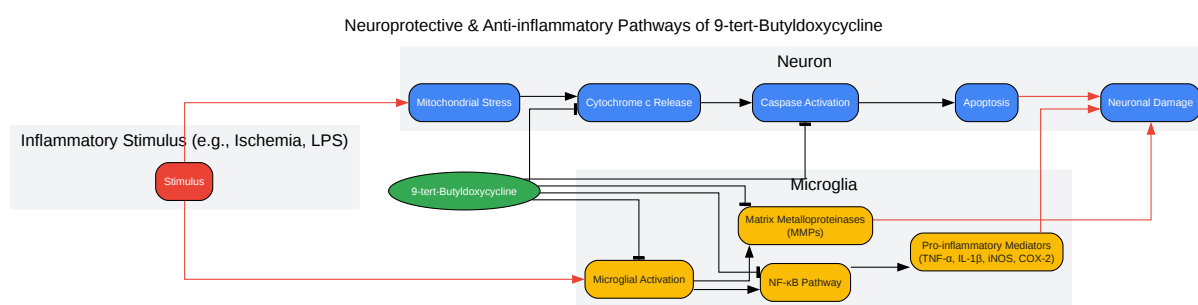 Neuroprotective & Anti-inflammatory Pathways of 9-tert-Butyldoxycycline
Neuron
Mitochondrial Stress
Cytochrome c Release
Caspase Activation
Apoptosis
Neuronal Damage
Inflammatory Stimulus (e.g., Ischemia, LPS)
Stimulus
9-tert-Butyldoxycycline
Microglia
Matrix Metalloproteinases
(MMPs)
Pro-inflammatory Mediators
(TNF-α, IL-1β, iNOS, COX-2)
Microglial Activation
NF-κB Pathway